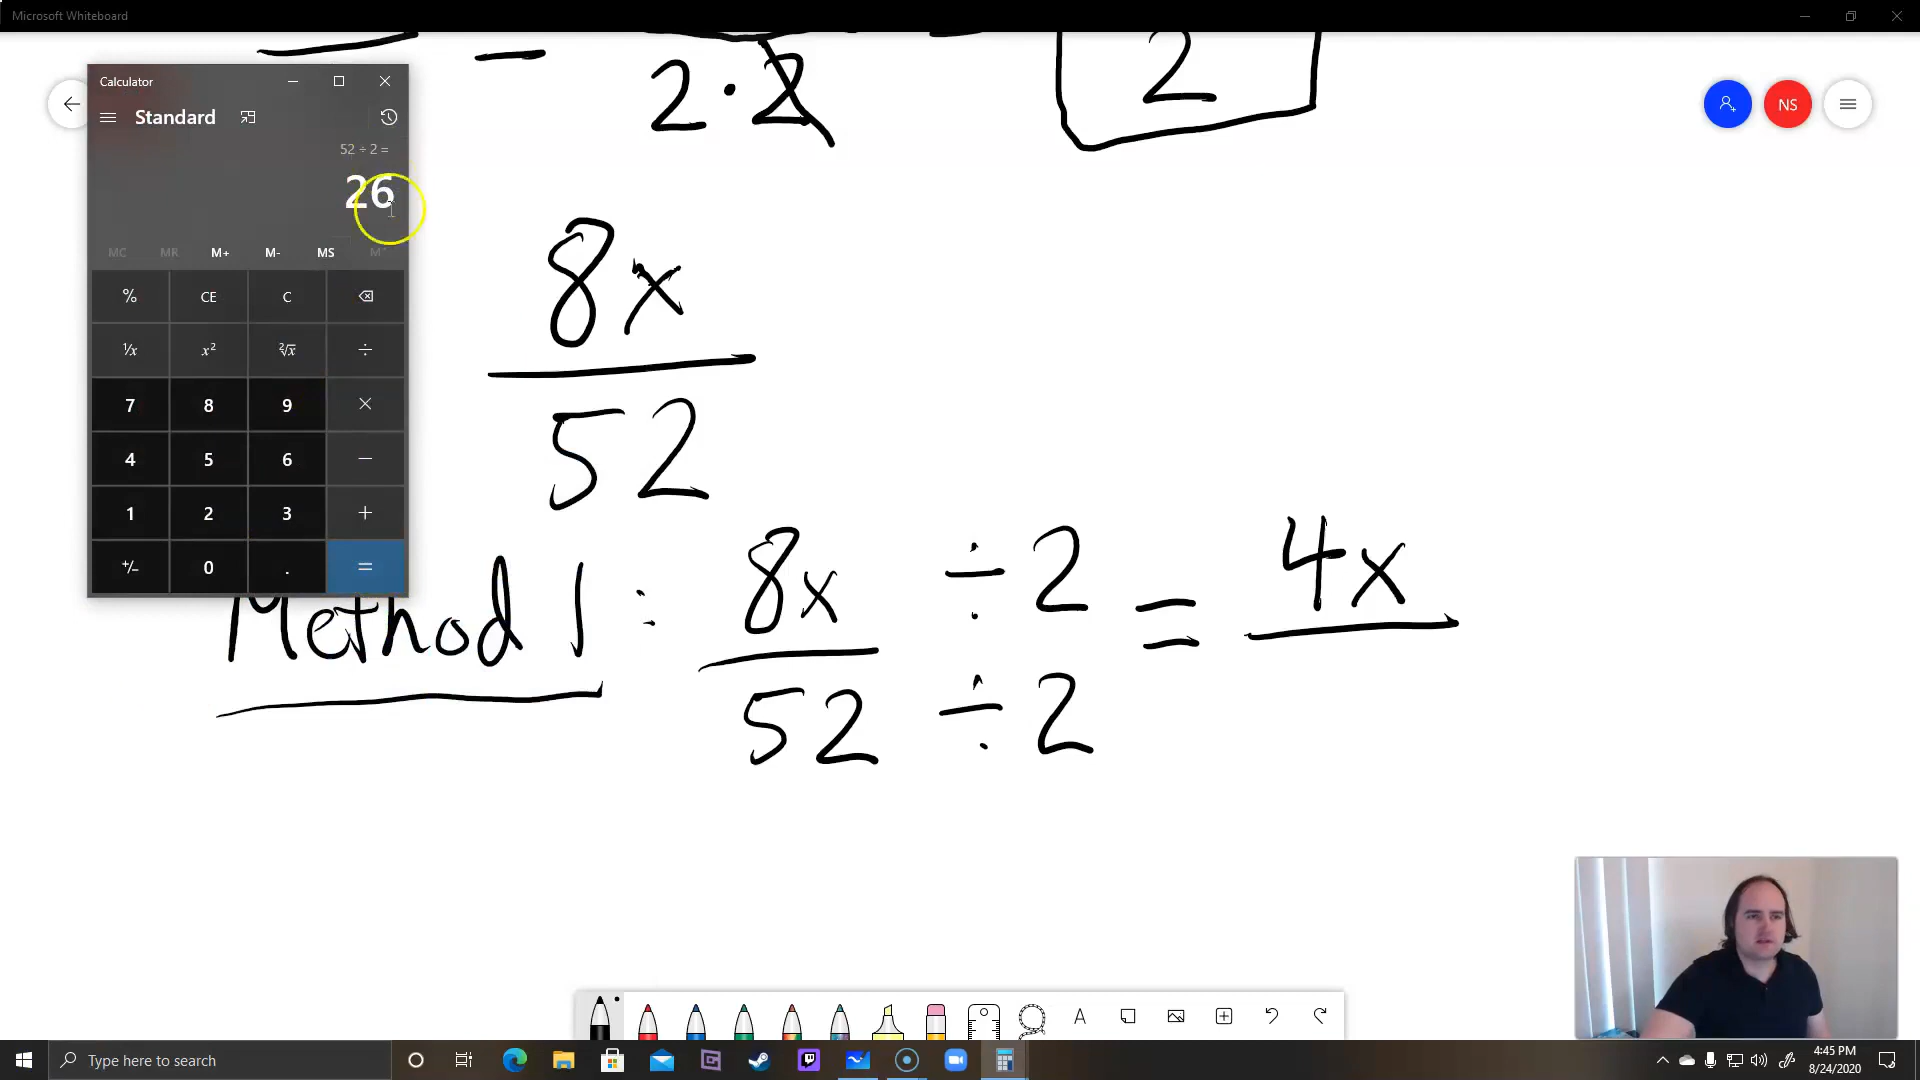 Microsoft Whiteboard
2 · 2
2
NS
Calculator
Standard
52 ÷ 2 =
26
MC MR M+ M- MS
% CE C
¹/x x² ²√x ÷
7 8 9 ×
4 5 6 −
1 2 3 +
+/− 0 . =
8x
52
Method 1 : 8x ÷ 2 = 4x
52 ÷ 2
A
Type here to search
4:45 PM
8/24/2020